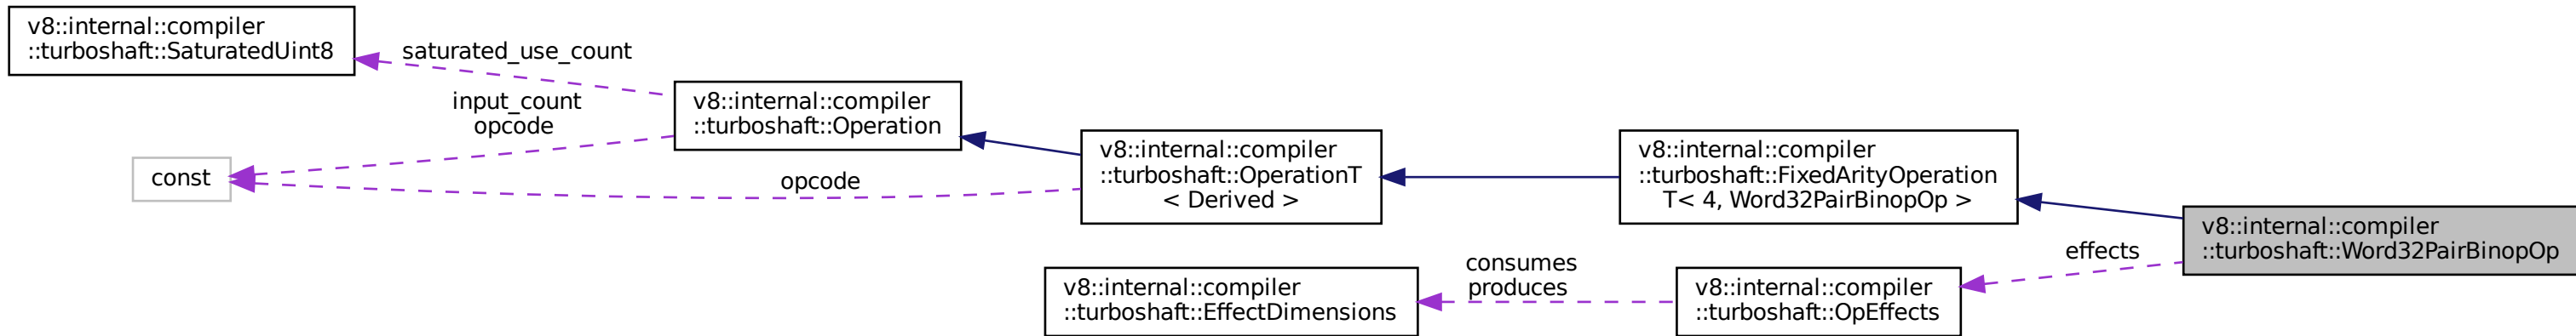 v8::internal::compiler
::turboshaft::SaturatedUint8
saturated_use_count
input_count
opcode
const
v8::internal::compiler
::turboshaft::Operation
opcode
v8::internal::compiler
::turboshaft::OperationT
< Derived >
v8::internal::compiler
::turboshaft::FixedArityOperation
T< 4, Word32PairBinopOp >
v8::internal::compiler
::turboshaft::Word32PairBinopOp
effects
v8::internal::compiler
::turboshaft::OpEffects
consumes
produces
v8::internal::compiler
::turboshaft::EffectDimensions